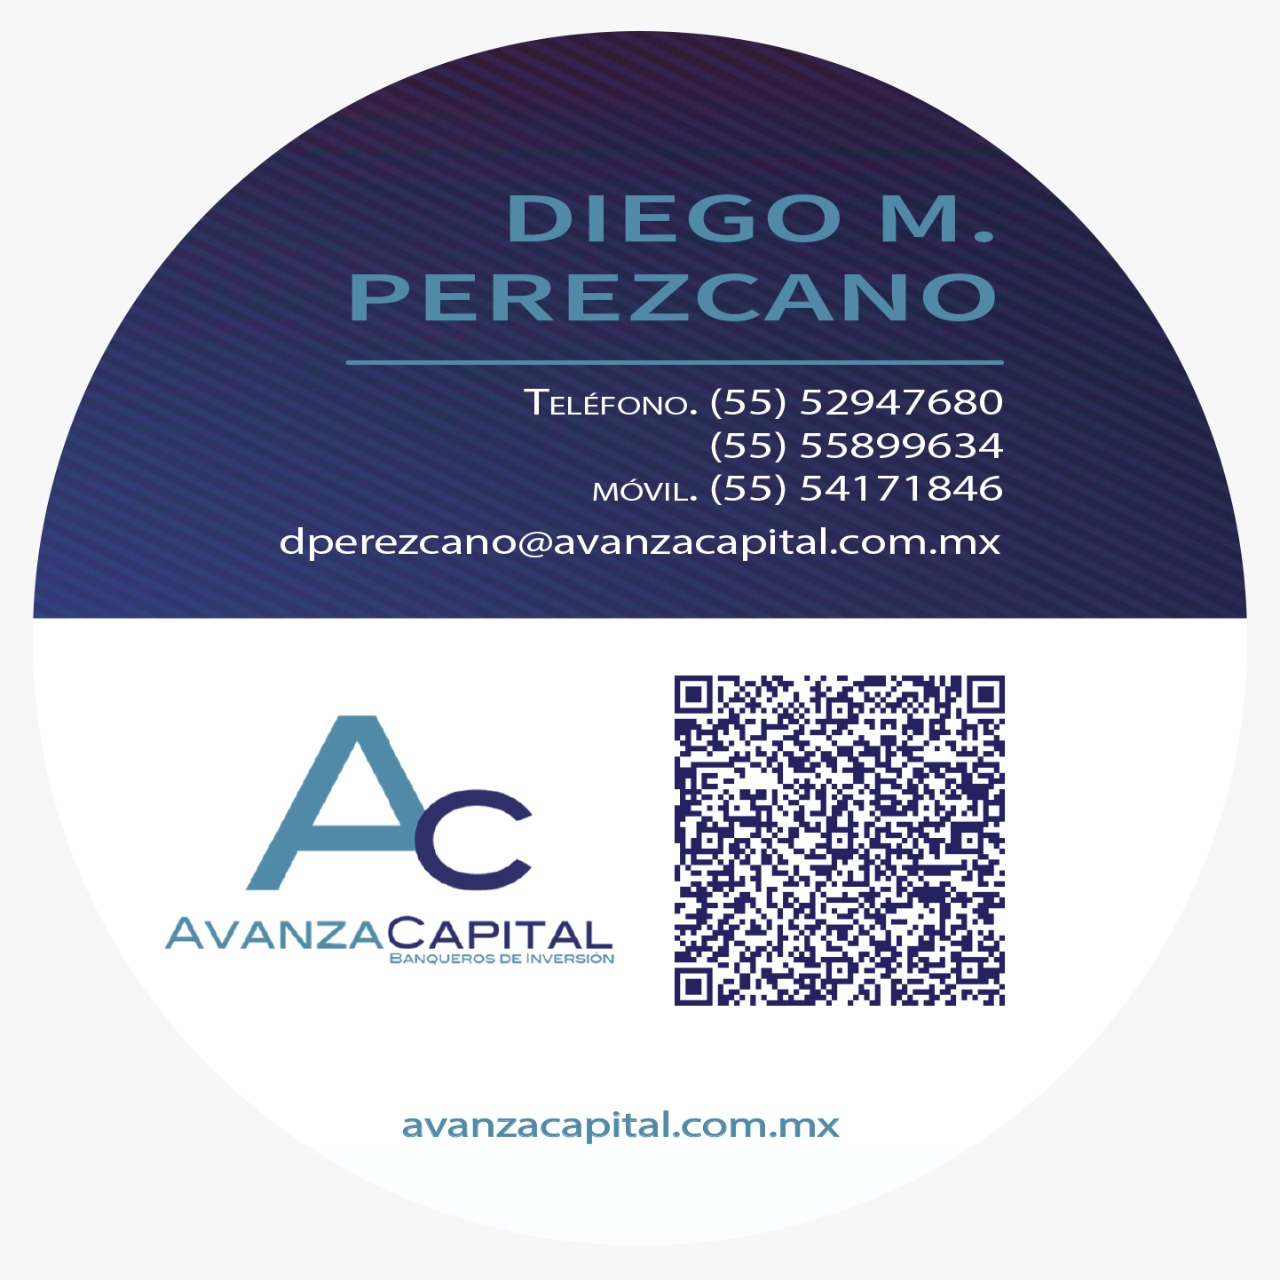 DIEGO M.
PEREZCANO
Teléfono. (55) 52947680
(55) 55899634
móvil. (55) 54171846
dperezcano@avanzacapital.com.mx
AC
AvanzaCapital
Banqueros de Inversión
avanzacapital.com.mx